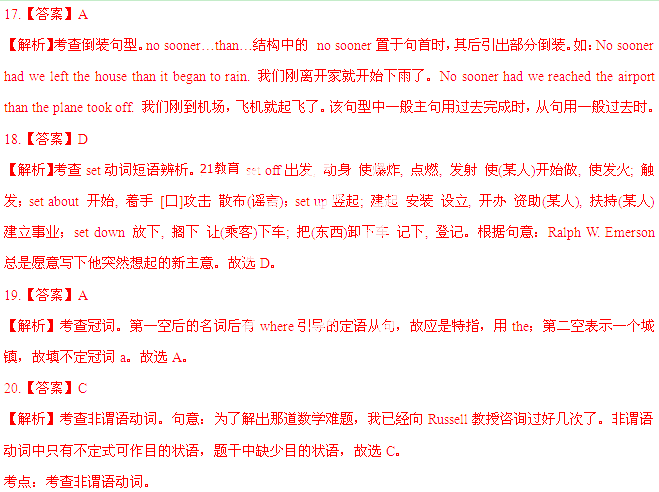 17.【答案】A
【解析】考查倒装句型。no sooner…than…结构中的 no sooner 置于句首时,其后引出部分倒装。如: No sooner
had we left the house than it began to rain. 我们刚离开家就开始下雨了。No sooner had we reached the airport
than the plane took off. 我们刚到机场，飞机就起飞了。该句型中一般主句用过去完成时，从句用一般过去时。
18.【答案】D
【解析】考查 set 动词短语辨析。21教育 set off 出发, 动身 使爆炸, 点燃, 发射 使(某人)开始做, 使发火; 触
发; set about 开始, 着手 [口]攻击 散布(谣言); set up 竖起; 建起 安装 设立, 开办 资助(某人), 扶持(某人)
建立事业; set down 放下, 搁下 让(乘客)下车; 把(东西)卸下车 记下, 登记。根据句意: Ralph W. Emerson
总是愿意写下他突然想起的新主意。故选 D。
19.【答案】A
【解析】考查冠词。第一空后的名词后有 where 引导的定语从句，故应是特指，用 the; 第二空表示一个城
镇，故填不定冠词 a。故选 A。
20.【答案】C
【解析】考查非谓语动词。句意：为了解出那道数学难题，我已经向 Russell 教授咨询过好几次了。非谓语
动词中只有不定式可作目的状语，题干中缺少目的状语，故选 C。
考点：考查非谓语动词。